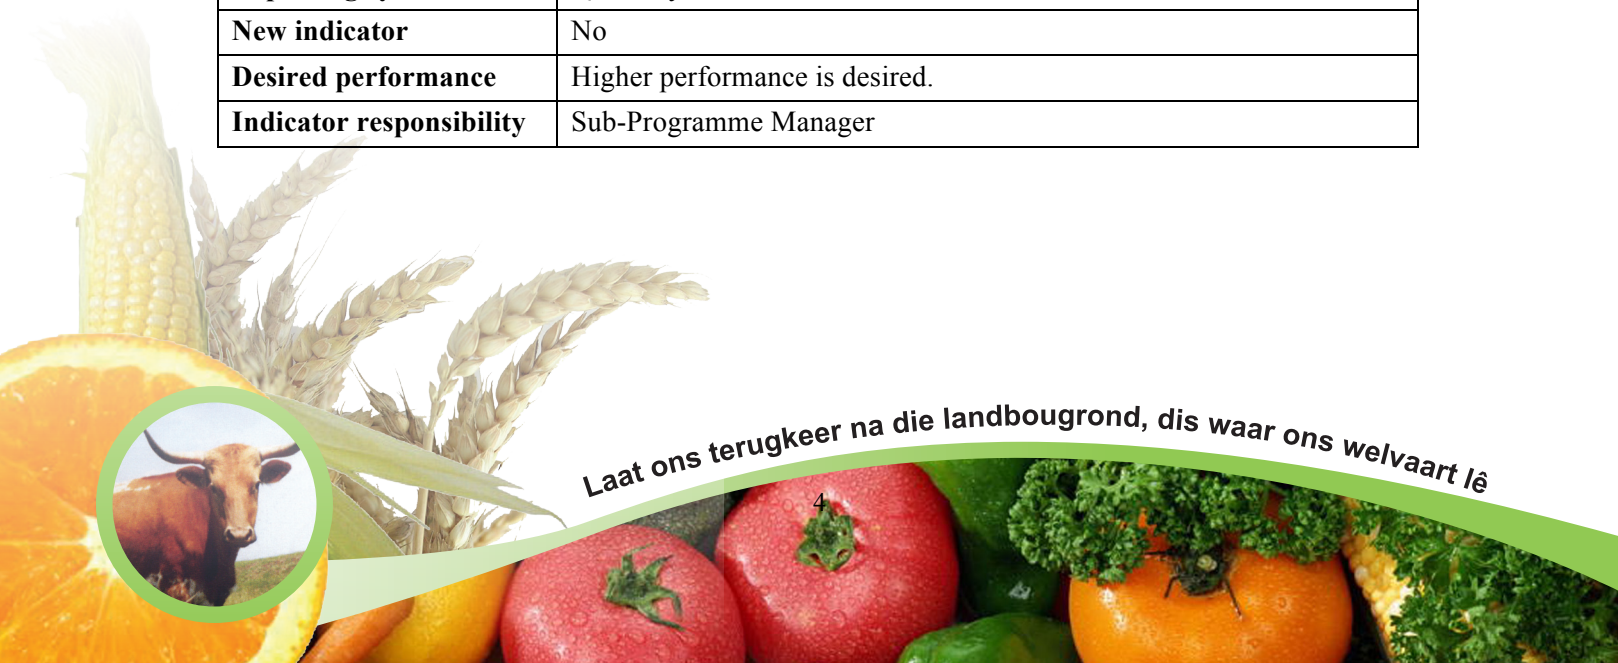 New indicator No
Desired performance Higher performance is desired.
Indicator responsibility Sub-Programme Manager
Laat ons terugkeer na die landbougrond, dis waar ons welvaart lê
4